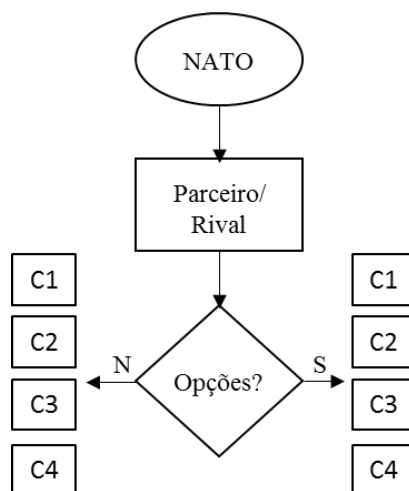 NATO
Parceiro/
Rival
C1
C2
C3
C4
N
Opções?
S
C1
C2
C3
C4